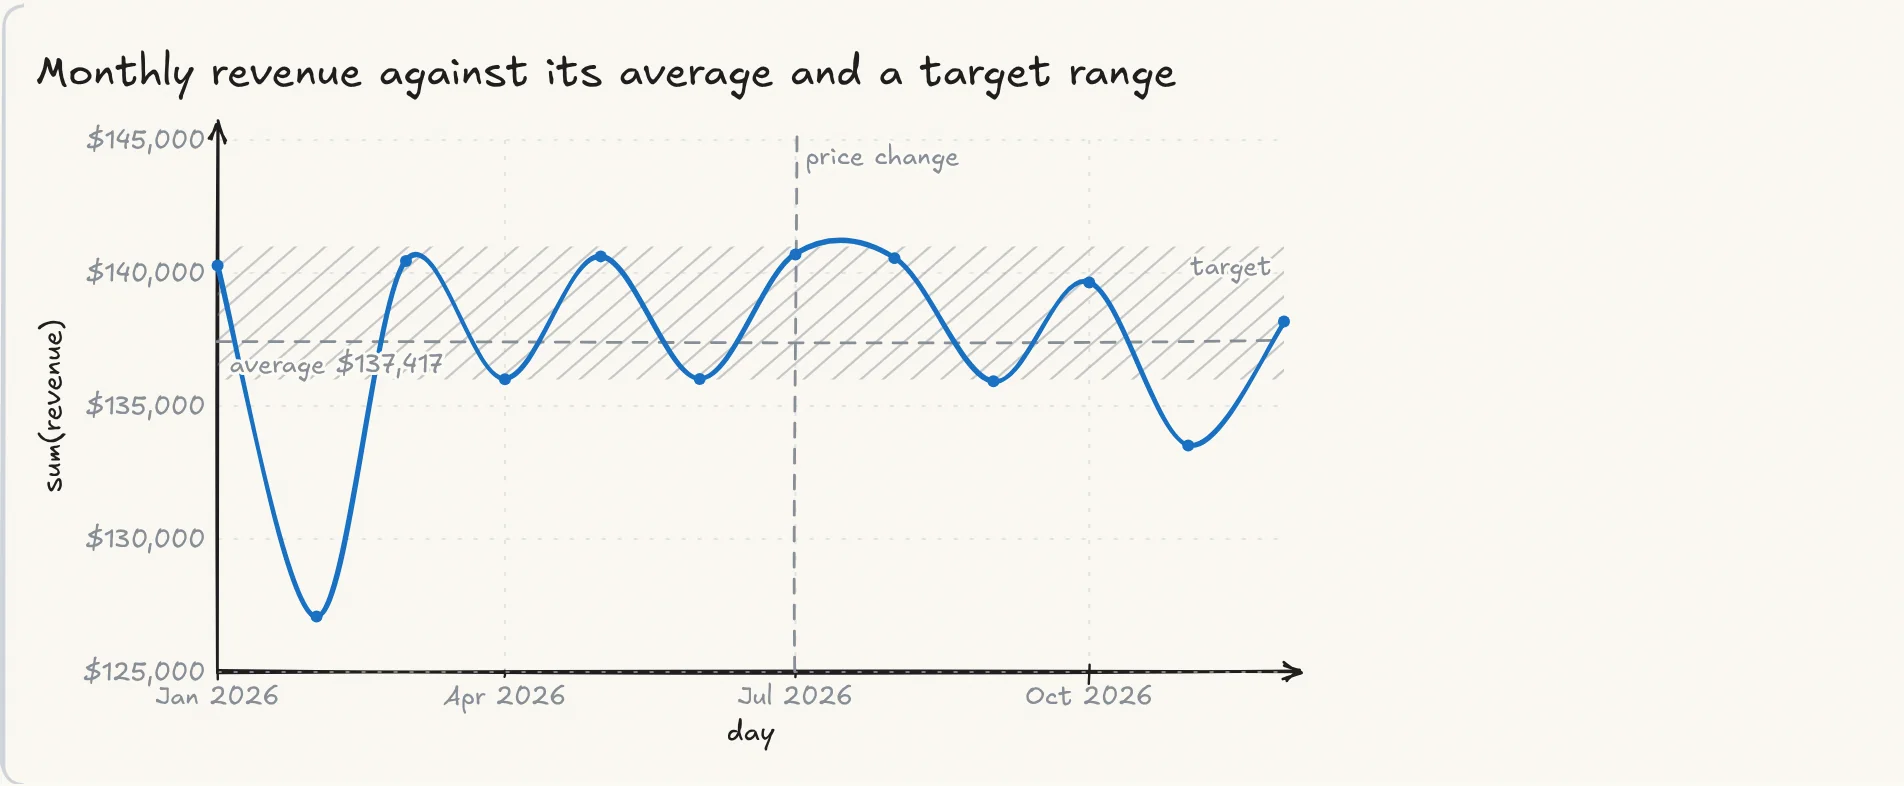 Monthly revenue against its average and a target range
$145,000
price change
$140,000
target
average $137,417
$135,000
sum(revenue)
$130,000
$125,000
Jan 2026 Apr 2026 Jul 2026 Oct 2026
day